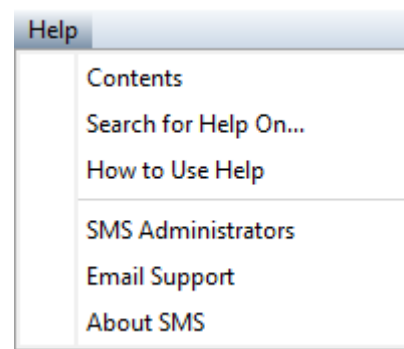 Help
Contents
Search for Help On...
How to Use Help
SMS Administrators
Email Support
About SMS